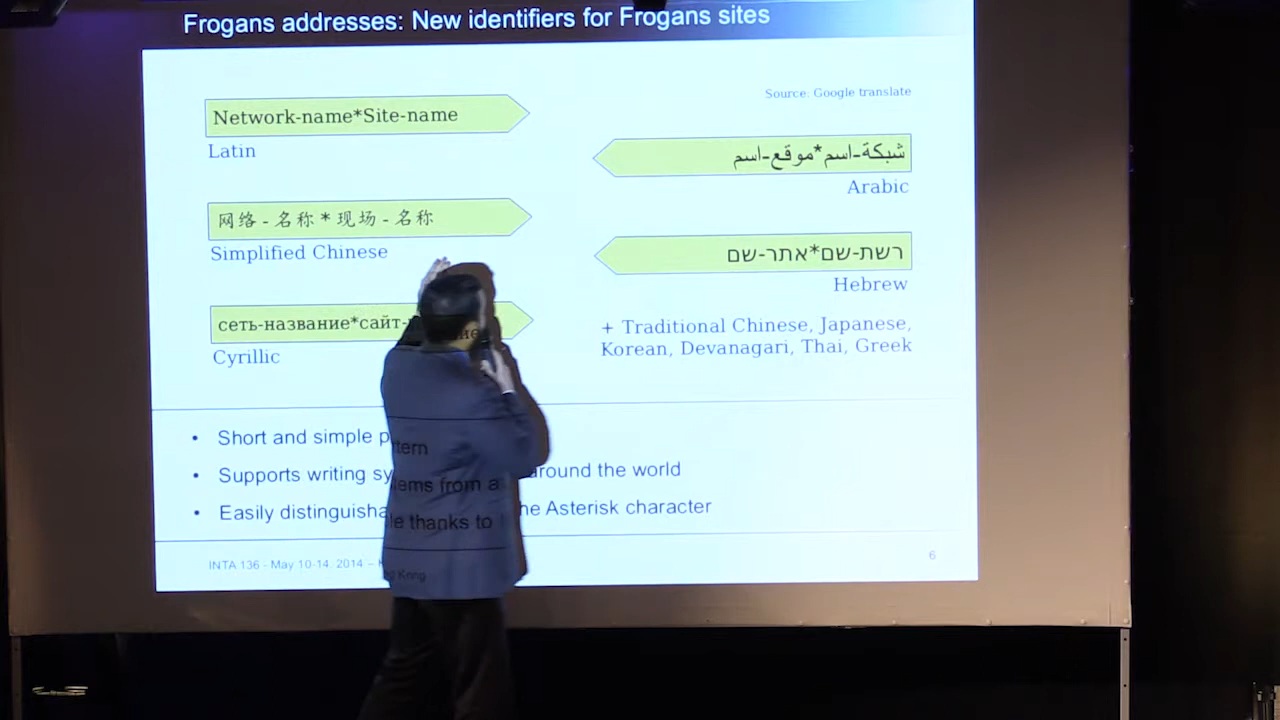 Frogans addresses: New identifiers for Frogans sites
Network-name*Site-name
Latin
网络 - 名称 * 现场 - 名称
Simplified Chinese
сеть-название*сайт-
Cyrillic
Source: Google translate
شبكة-اسم*موقع-اسم
Arabic
רשת-שם*אתר-שם
Hebrew
+ Traditional Chinese, Japanese,
Korean, Devanagari, Thai, Greek
• Short and simple pattern
• Supports writing systems from around the world
• Easily distinguishable thanks to the Asterisk character
INTA 136 - May 10-14, 2014 – Kong
6